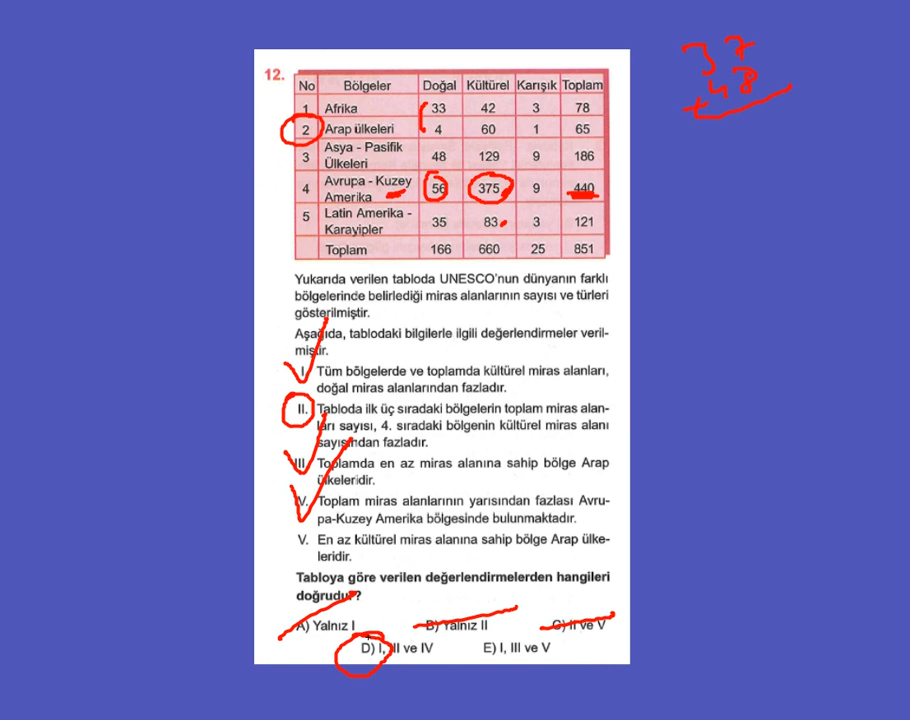 37
+48
12.
No Bölgeler Doğal Kültürel Karışık Toplam
1 Afrika 33 42 3 78
2 Arap ülkeleri 4 60 1 65
3 Asya - Pasifik Ülkeleri 48 129 9 186
4 Avrupa - Kuzey Amerika 56 375 9 440
5 Latin Amerika - Karayipler 35 83 3 121
Toplam 166 660 25 851
Yukarıda verilen tabloda UNESCO'nun dünyanın farklı
bölgelerinde belirlediği miras alanlarının sayısı ve türleri
gösterilmiştir.
Aşağıda, tablodaki bilgilerle ilgili değerlendirmeler veril-
miştir.
I. Tüm bölgelerde ve toplamda kültürel miras alanları,
doğal miras alanlarından fazladır.
II. Tabloda ilk üç sıradaki bölgelerin toplam miras alan-
ları sayısı, 4. sıradaki bölgenin kültürel miras alanı
sayısından fazladır.
III. Toplamda en az miras alanına sahip bölge Arap
ülkeleridir.
IV. Toplam miras alanlarının yarısından fazlası Avru-
pa-Kuzey Amerika bölgesinde bulunmaktadır.
V. En az kültürel miras alanına sahip bölge Arap ülke-
leridir.
Tabloya göre verilen değerlendirmelerden hangileri
doğrudur?
A) Yalnız I B) Yalnız II C) II ve V
D) I, III ve IV E) I, III ve V